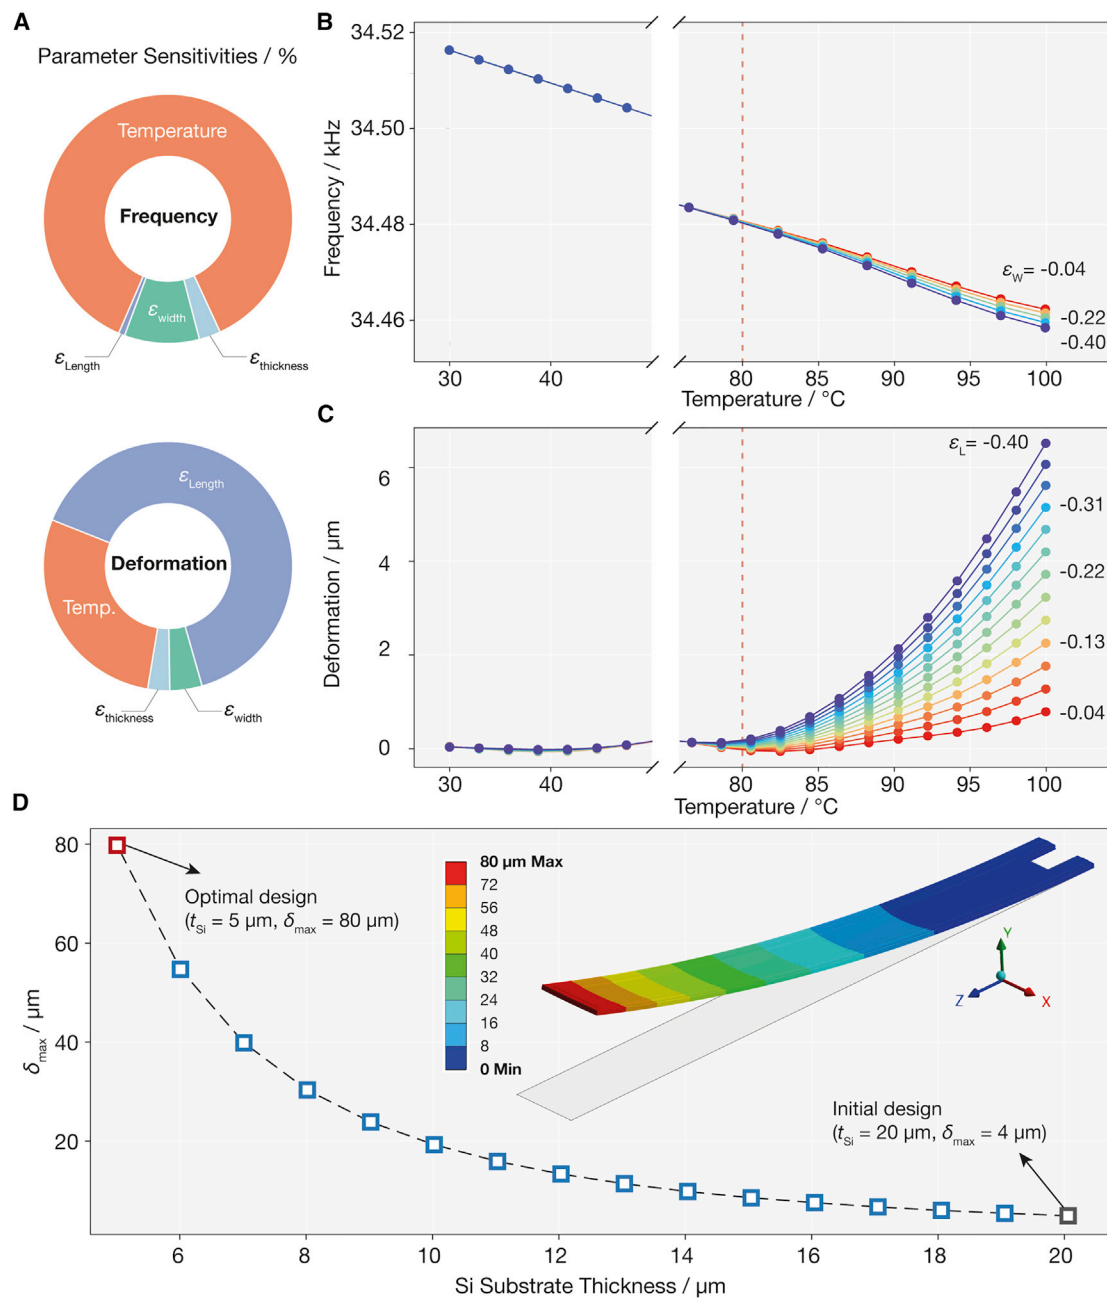 A
Parameter Sensitivities / %
Temperature
Frequency
εwidth
εLength
εthickness
εLength
Deformation
Temp.
εthickness
εwidth
B
34.52
34.50
34.48
34.46
Frequency / kHz
εW= -0.04
-0.22
-0.40
30
40
80
85
90
95
100
Temperature / °C
C
6
4
2
0
Deformation / µm
εL= -0.40
-0.31
-0.22
-0.13
-0.04
30
40
80
85
90
95
100
Temperature / °C
D
80
60
40
20
δmax / µm
Optimal design
(tSi = 5 µm, δmax = 80 µm)
80 µm Max
72
56
48
40
32
24
16
8
0 Min
Y
Z
X
Initial design
(tSi = 20 µm, δmax = 4 µm)
6
8
10
12
14
16
18
20
Si Substrate Thickness / µm